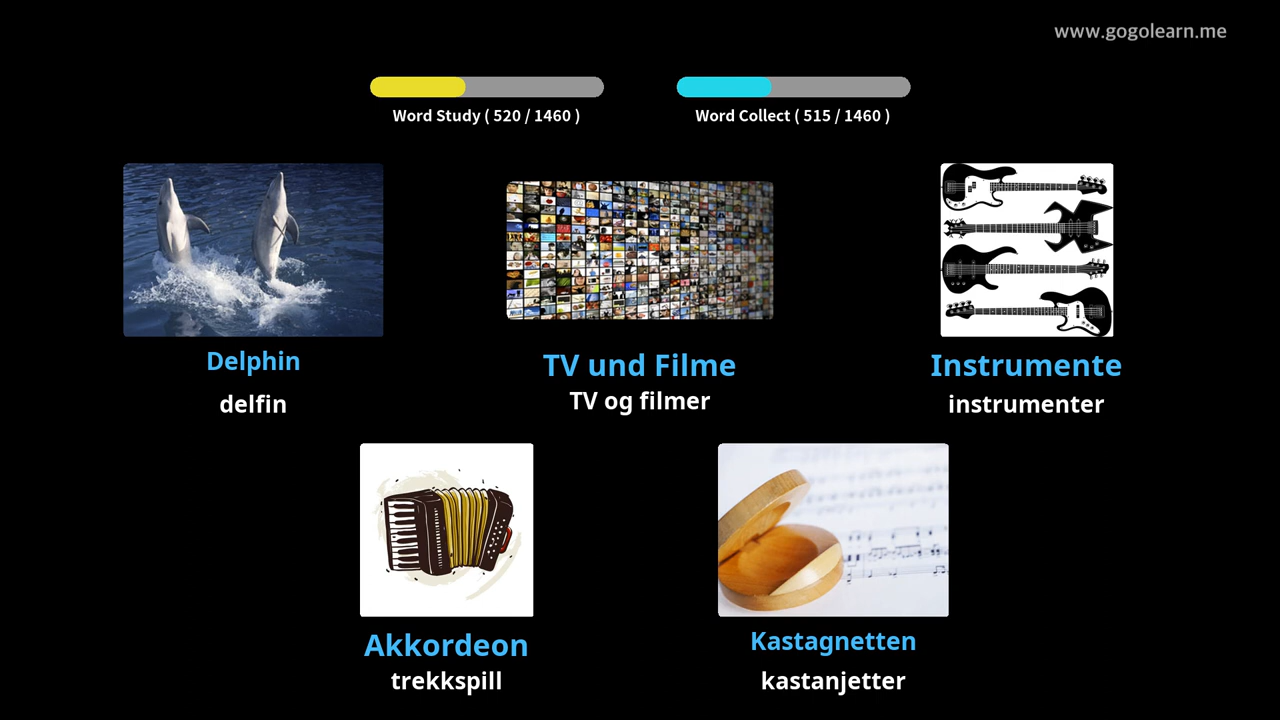 www.gogolearn.me
Word Study ( 520 / 1460 )
Word Collect ( 515 / 1460 )
Delphin
delfin
TV und Filme
TV og filmer
Instrumente
instrumenter
Akkordeon
trekkspill
Kastagnetten
kastanjetter